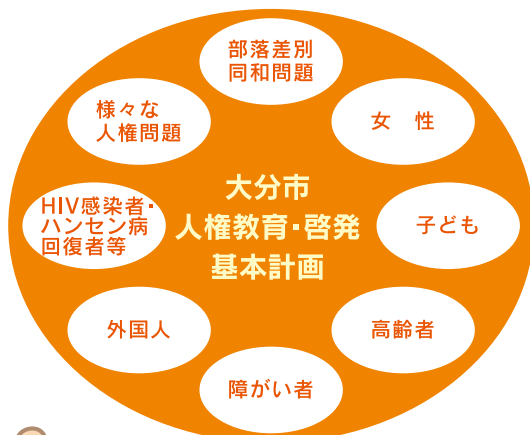 部落差別
同和問題
女　性
子ども
高齢者
障がい者
外国人
HIV感染者・
ハンセン病
回復者等
様々な
人権問題
大分市
人権教育・啓発
基本計画